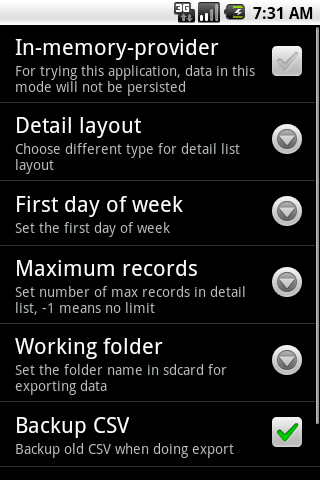 3G 7:31 AM
In-memory-provider
For trying this application, data in this
mode will not be persisted
Detail layout
Choose different type for detail list
layout
First day of week
Set the first day of week
Maximum records
Set number of max records in detail
list, -1 means no limit
Working folder
Set the folder name in sdcard for
exporting data
Backup CSV
Backup old CSV when doing export